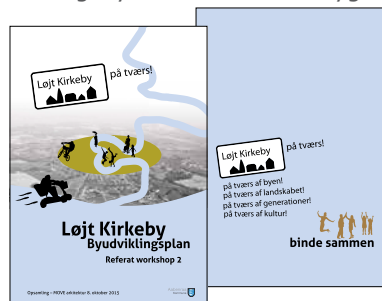 Løjt Kirkeby
på tværs!
Løjt Kirkeby
Byudviklingsplan
Referat workshop 2
Opsamling - MOVE arkitektur 8. oktober 2015
Løjt Kirkeby
på tværs!
på tværs af byen!
på tværs af landskabet!
på tværs af generationer!
på tværs af kultur!
binde sammen